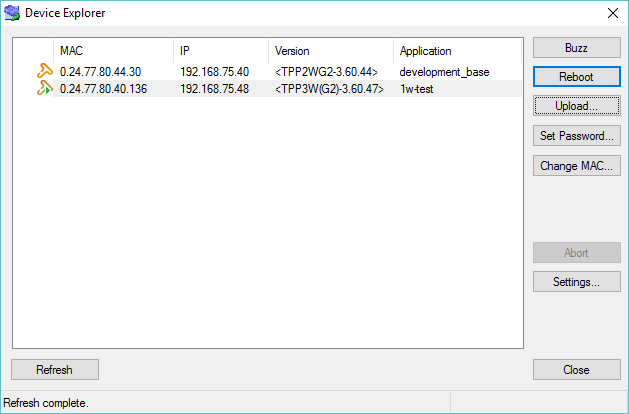 Device Explorer
MAC IP Version Application
0.24.77.80.44.30 192.168.75.40 <TPP2WG2-3.60.44> development_base
0.24.77.80.40.136 192.168.75.48 <TPP3W(G2)-3.60.47> 1w-test
Buzz
Reboot
Upload...
Set Password...
Change MAC...
Abort
Settings...
Refresh
Close
Refresh complete.